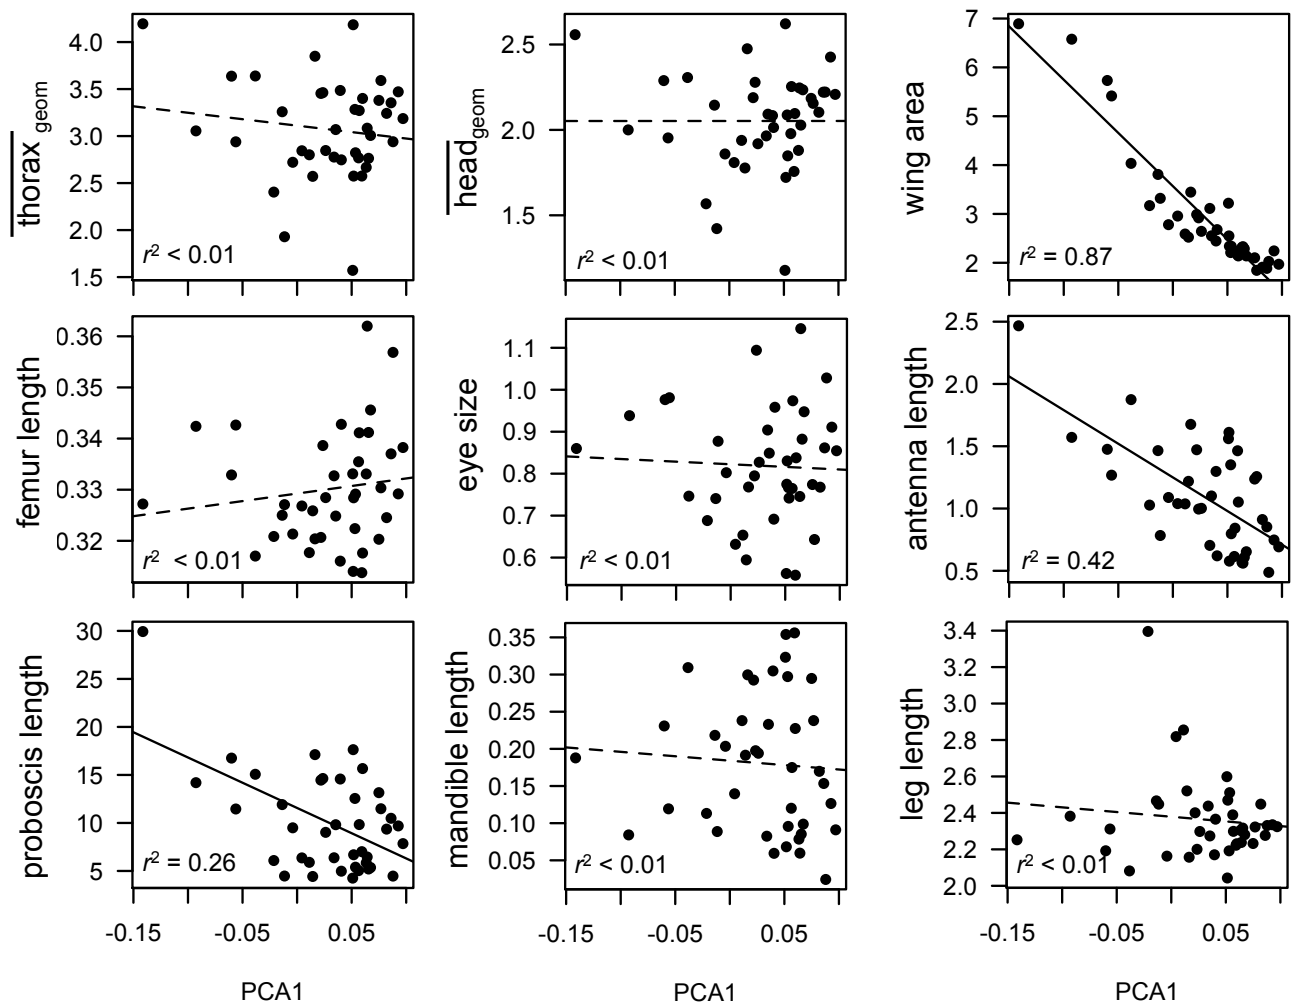 thorax geom
4.0
3.5
3.0
2.5
2.0
1.5
r² < 0.01
head geom
2.5
2.0
1.5
r² < 0.01
wing area
7
6
5
4
3
2
r² = 0.87
femur length
0.36
0.35
0.34
0.33
0.32
r² < 0.01
eye size
1.1
1.0
0.9
0.8
0.7
0.6
r² < 0.01
antenna length
2.5
2.0
1.5
1.0
0.5
r² = 0.42
proboscis length
30
25
20
15
10
5
r² = 0.26
-0.15 -0.05 0.05
PCA1
mandible length
0.35
0.30
0.25
0.20
0.15
0.10
0.05
r² < 0.01
-0.15 -0.05 0.05
PCA1
leg length
3.4
3.2
3.0
2.8
2.6
2.4
2.2
2.0
r² < 0.01
-0.15 -0.05 0.05
PCA1